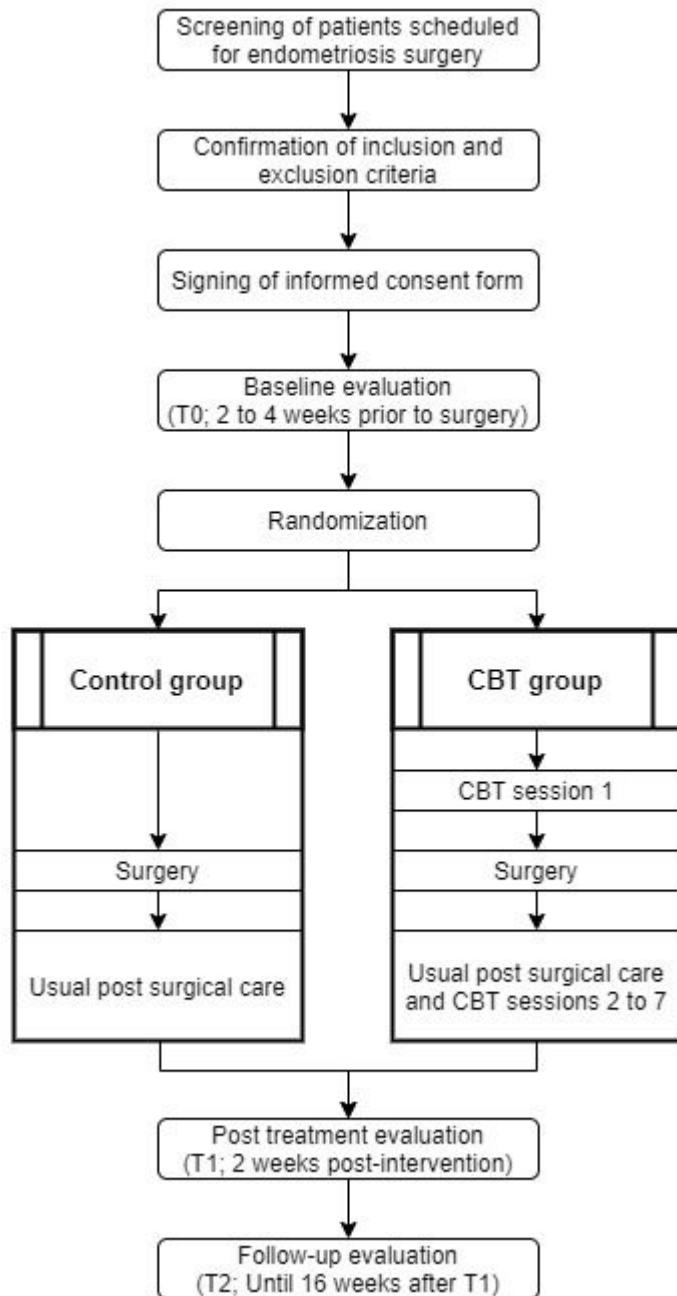 Screening of patients scheduled
for endometriosis surgery
Confirmation of inclusion and
exclusion criteria
Signing of informed consent form
Baseline evaluation
(T0; 2 to 4 weeks prior to surgery)
Randomization
Control group
Surgery
Usual post surgical care
CBT group
CBT session 1
Surgery
Usual post surgical care
and CBT sessions 2 to 7
Post treatment evaluation
(T1; 2 weeks post-intervention)
Follow-up evaluation
(T2; Until 16 weeks after T1)